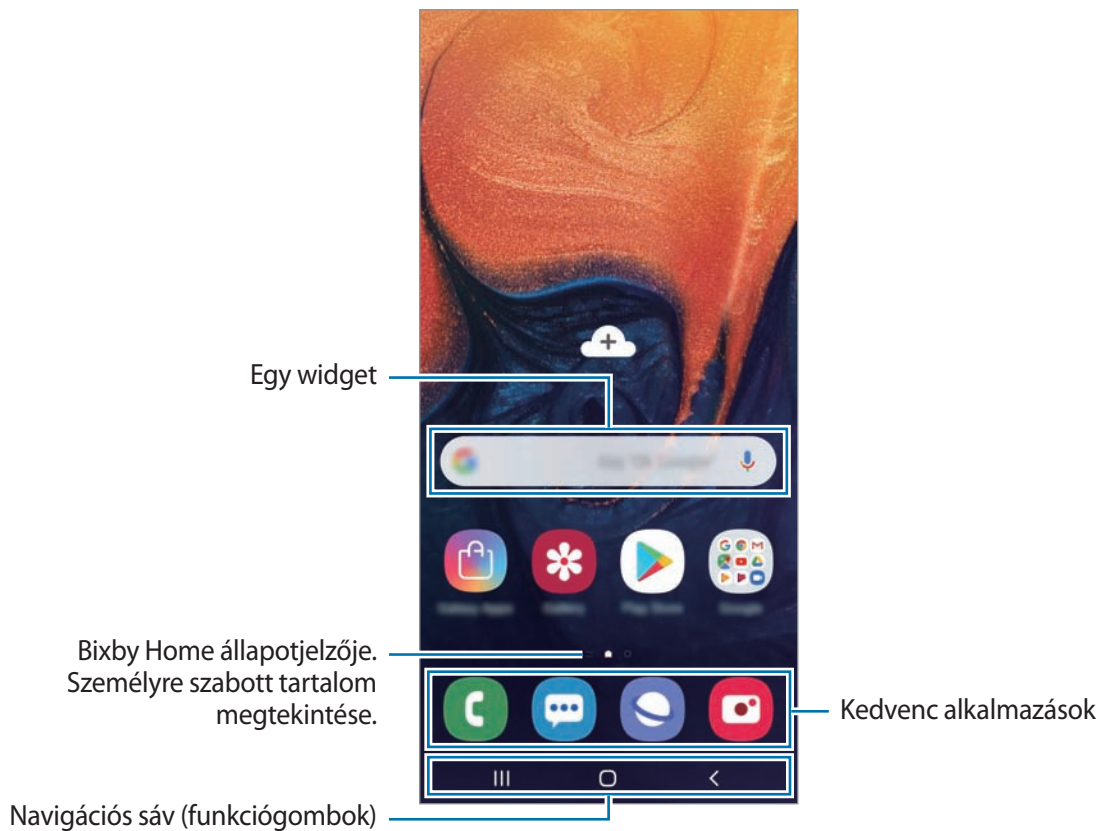 Egy widget
Bixby Home állapotjelzője.
Személyre szabott tartalom
megtekintése.
Kedvenc alkalmazások
Navigációs sáv (funkciógombok)